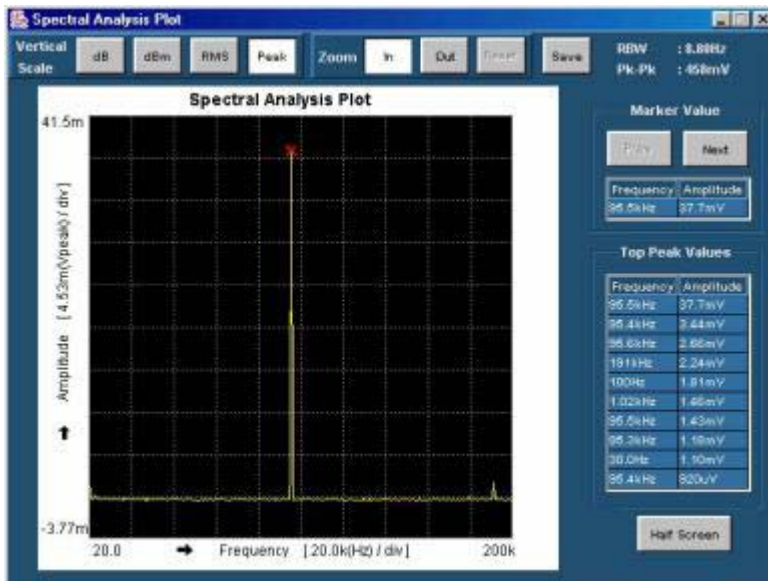 Spectral Analysis Plot
Vertical Scale
dB
dBm
RMS
Peak
Zoom
In
Out
Reset
Save
RBW : 8.80Hz
Pk-Pk : 458mV
Spectral Analysis Plot
41.5m
Amplitude [ 4.53m(Vpeak) / div ]
-3.77m
20.0
Frequency [ 20.0k(Hz) / div ]
200k
Marker Value
Prev
Next
Frequency Amplitude
95.5kHz 37.7mV
Top Peak Values
Frequency Amplitude
95.5kHz 37.7mV
95.4kHz 3.44mV
95.6kHz 2.66mV
191kHz 2.24mV
100Hz 1.81mV
1.02kHz 1.46mV
95.5kHz 1.43mV
95.3kHz 1.18mV
30.0Hz 1.10mV
95.4kHz 920uV
Half Screen